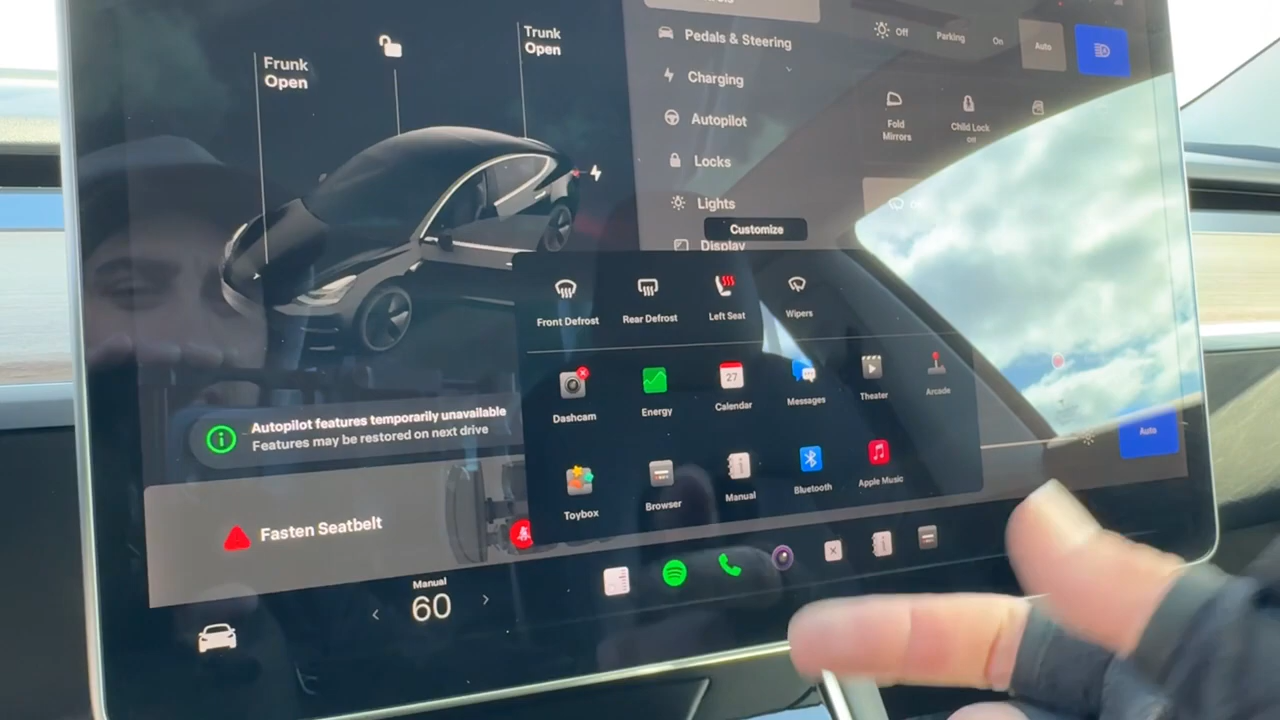 Trunk
Open
Frunk
Open
Pedals & Steering
Charging
Autopilot
Locks
Lights
Display
Off
Parking
On
Auto
Fold
Mirrors
Child Lock
Off
Customize
Front Defrost
Rear Defrost
Left Seat
Wipers
Dashcam
Energy
27
Calendar
Messages
Theater
Arcade
Toybox
Browser
Manual
Bluetooth
Apple Music
Autopilot features temporarily unavailable
Features may be restored on next drive
Fasten Seatbelt
Auto
Manual
60